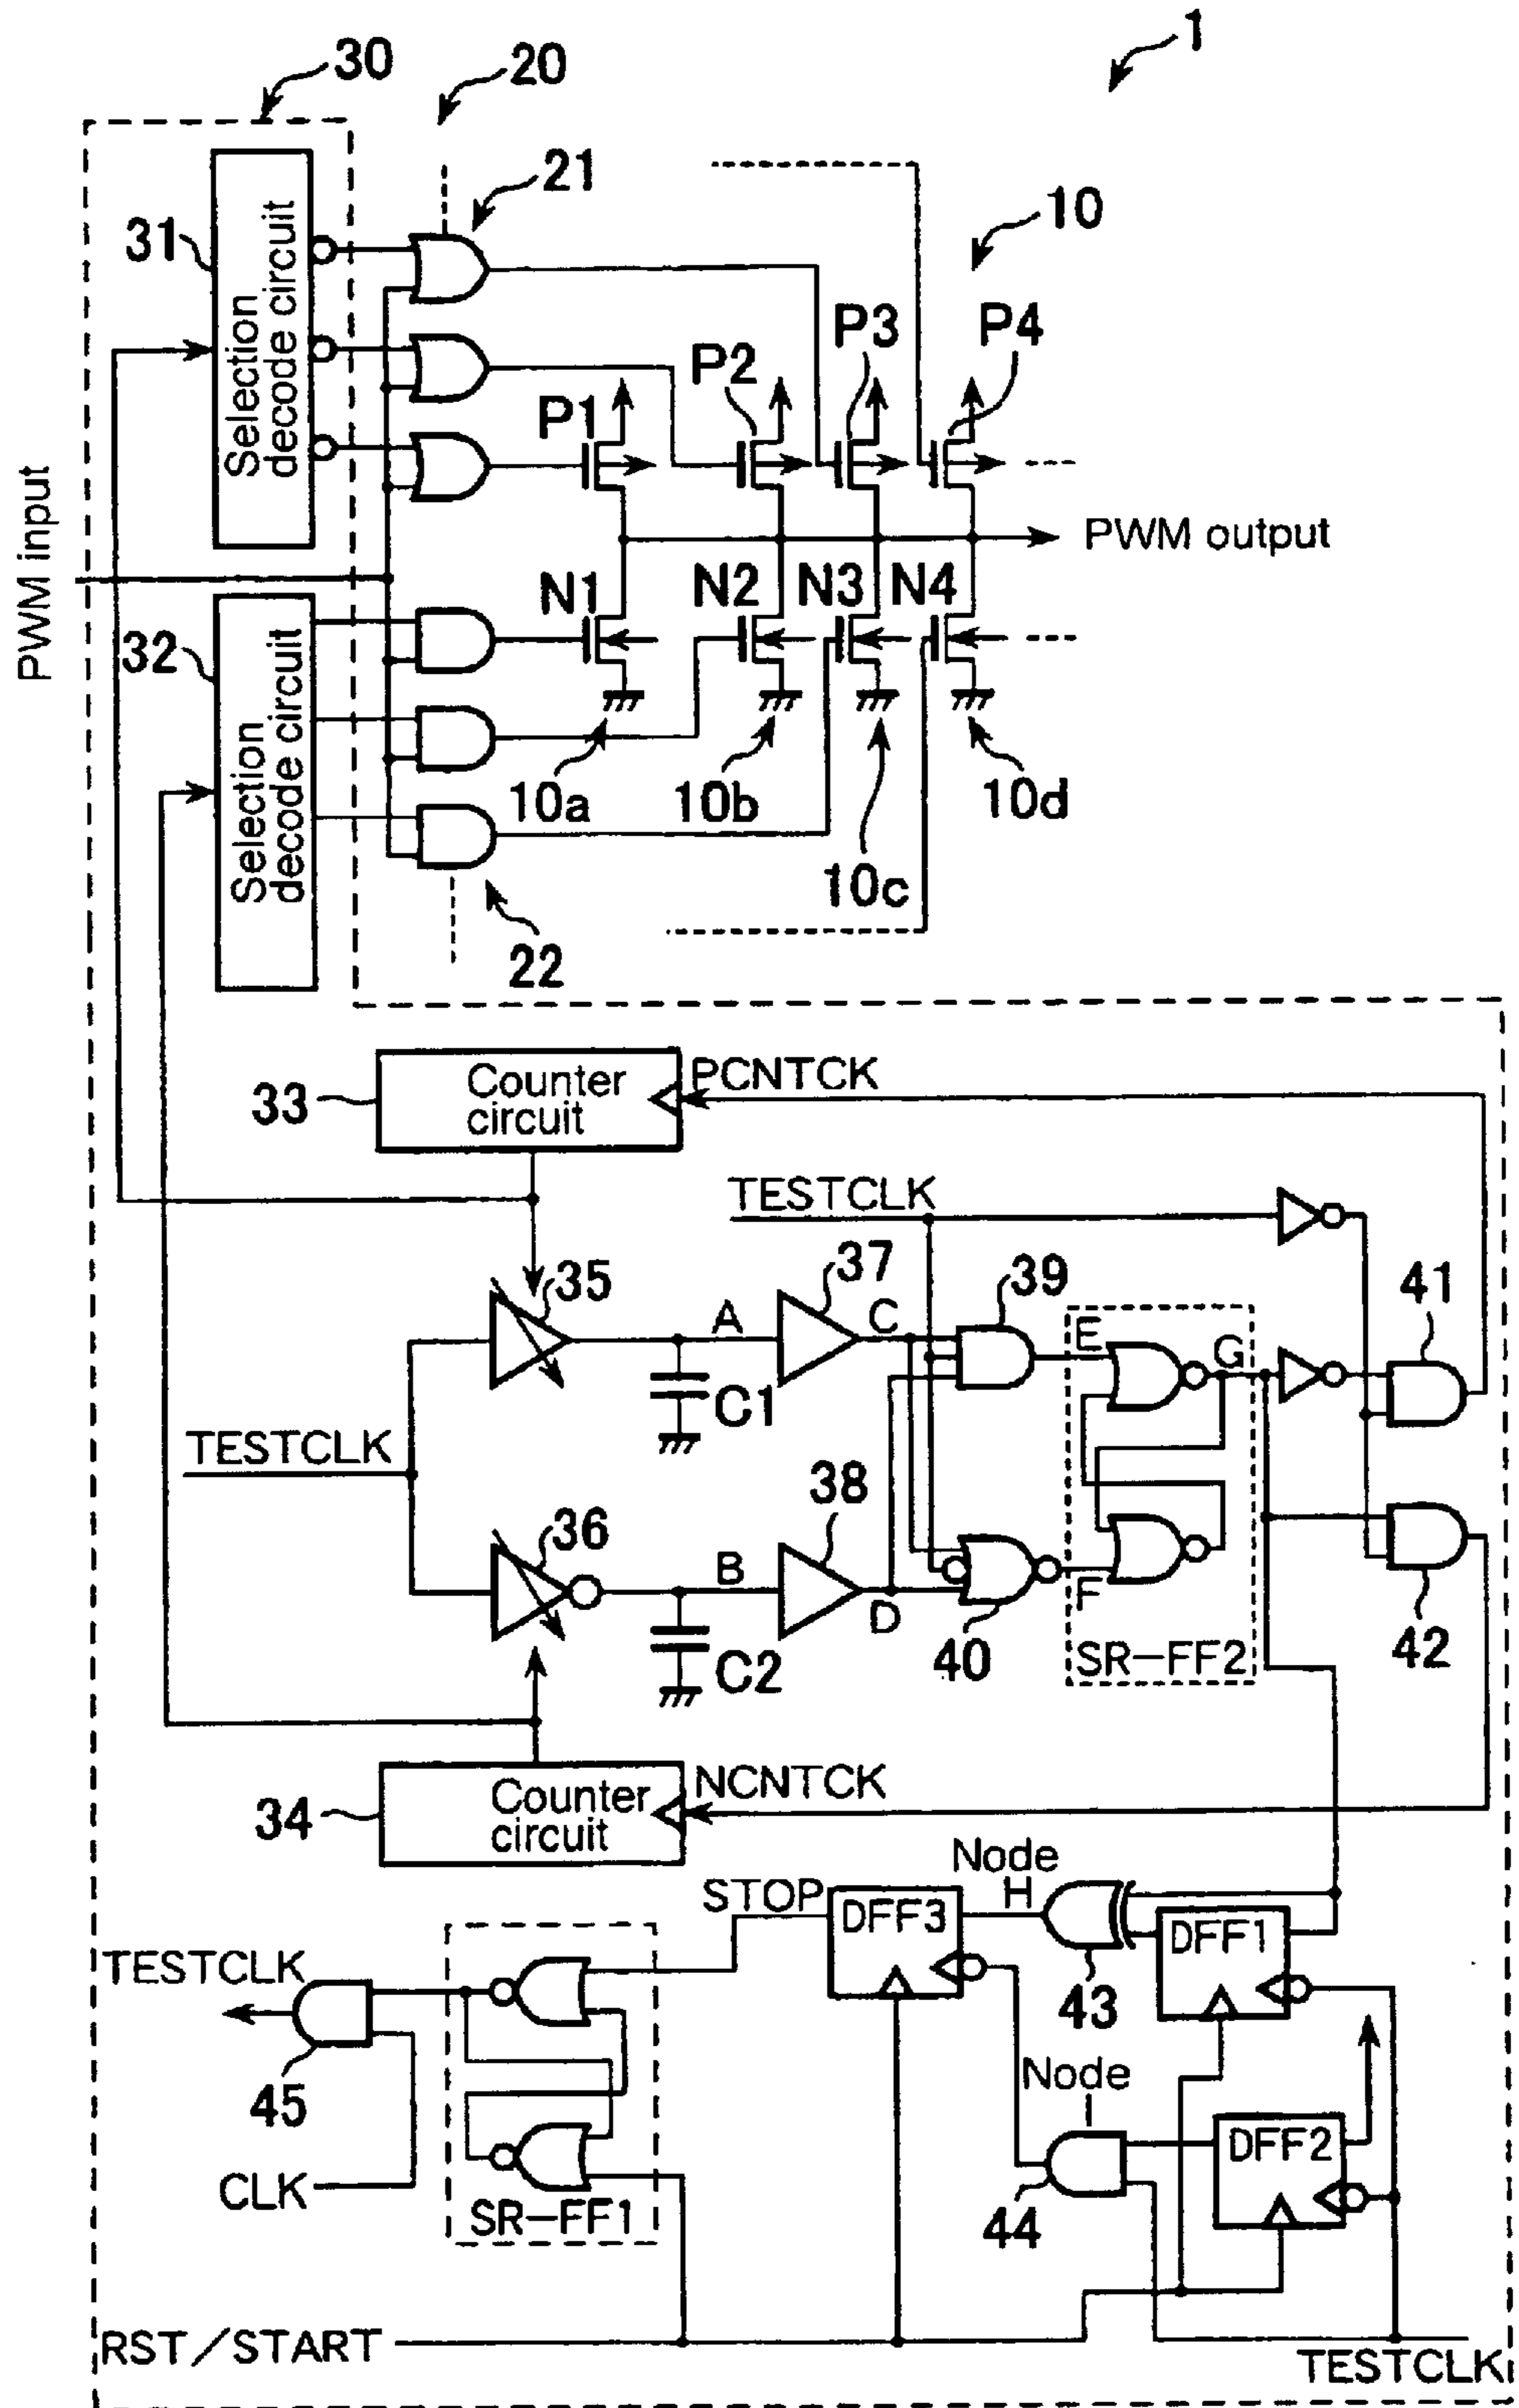 1
30
20
21
10
31
Selection
decode circuit
P1
P2
P3
P4
PWM input
PWM output
32
Selection
decode circuit
N1
N2
N3
N4
10a
10b
10c
10d
22
33
Counter
circuit
PCNTCK
TESTCLK
35
37
39
41
A
C
E
G
C1
TESTCLK
36
38
B
D
F
C2
40
SR-FF2
42
34
Counter
circuit
NCNTCK
STOP
DFF3
Node
H
DFF1
43
TESTCLK
45
CLK
SR-FF1
Node
I
44
DFF2
RST/START
TESTCLK